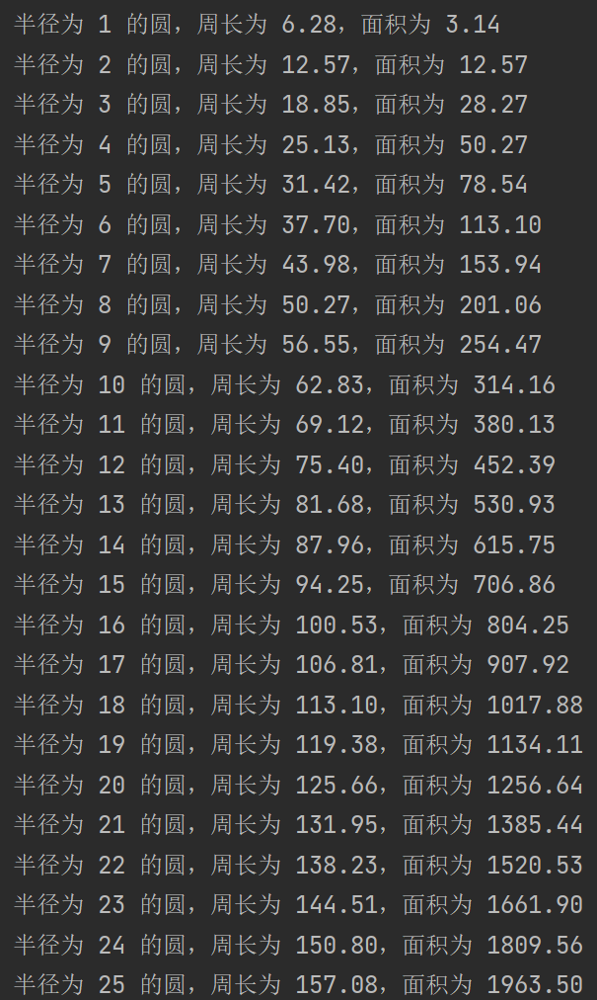 半径为 1 的圆，周长为 6.28，面积为 3.14
半径为 2 的圆，周长为 12.57，面积为 12.57
半径为 3 的圆，周长为 18.85，面积为 28.27
半径为 4 的圆，周长为 25.13，面积为 50.27
半径为 5 的圆，周长为 31.42，面积为 78.54
半径为 6 的圆，周长为 37.70，面积为 113.10
半径为 7 的圆，周长为 43.98，面积为 153.94
半径为 8 的圆，周长为 50.27，面积为 201.06
半径为 9 的圆，周长为 56.55，面积为 254.47
半径为 10 的圆，周长为 62.83，面积为 314.16
半径为 11 的圆，周长为 69.12，面积为 380.13
半径为 12 的圆，周长为 75.40，面积为 452.39
半径为 13 的圆，周长为 81.68，面积为 530.93
半径为 14 的圆，周长为 87.96，面积为 615.75
半径为 15 的圆，周长为 94.25，面积为 706.86
半径为 16 的圆，周长为 100.53，面积为 804.25
半径为 17 的圆，周长为 106.81，面积为 907.92
半径为 18 的圆，周长为 113.10，面积为 1017.88
半径为 19 的圆，周长为 119.38，面积为 1134.11
半径为 20 的圆，周长为 125.66，面积为 1256.64
半径为 21 的圆，周长为 131.95，面积为 1385.44
半径为 22 的圆，周长为 138.23，面积为 1520.53
半径为 23 的圆，周长为 144.51，面积为 1661.90
半径为 24 的圆，周长为 150.80，面积为 1809.56
半径为 25 的圆，周长为 157.08，面积为 1963.50